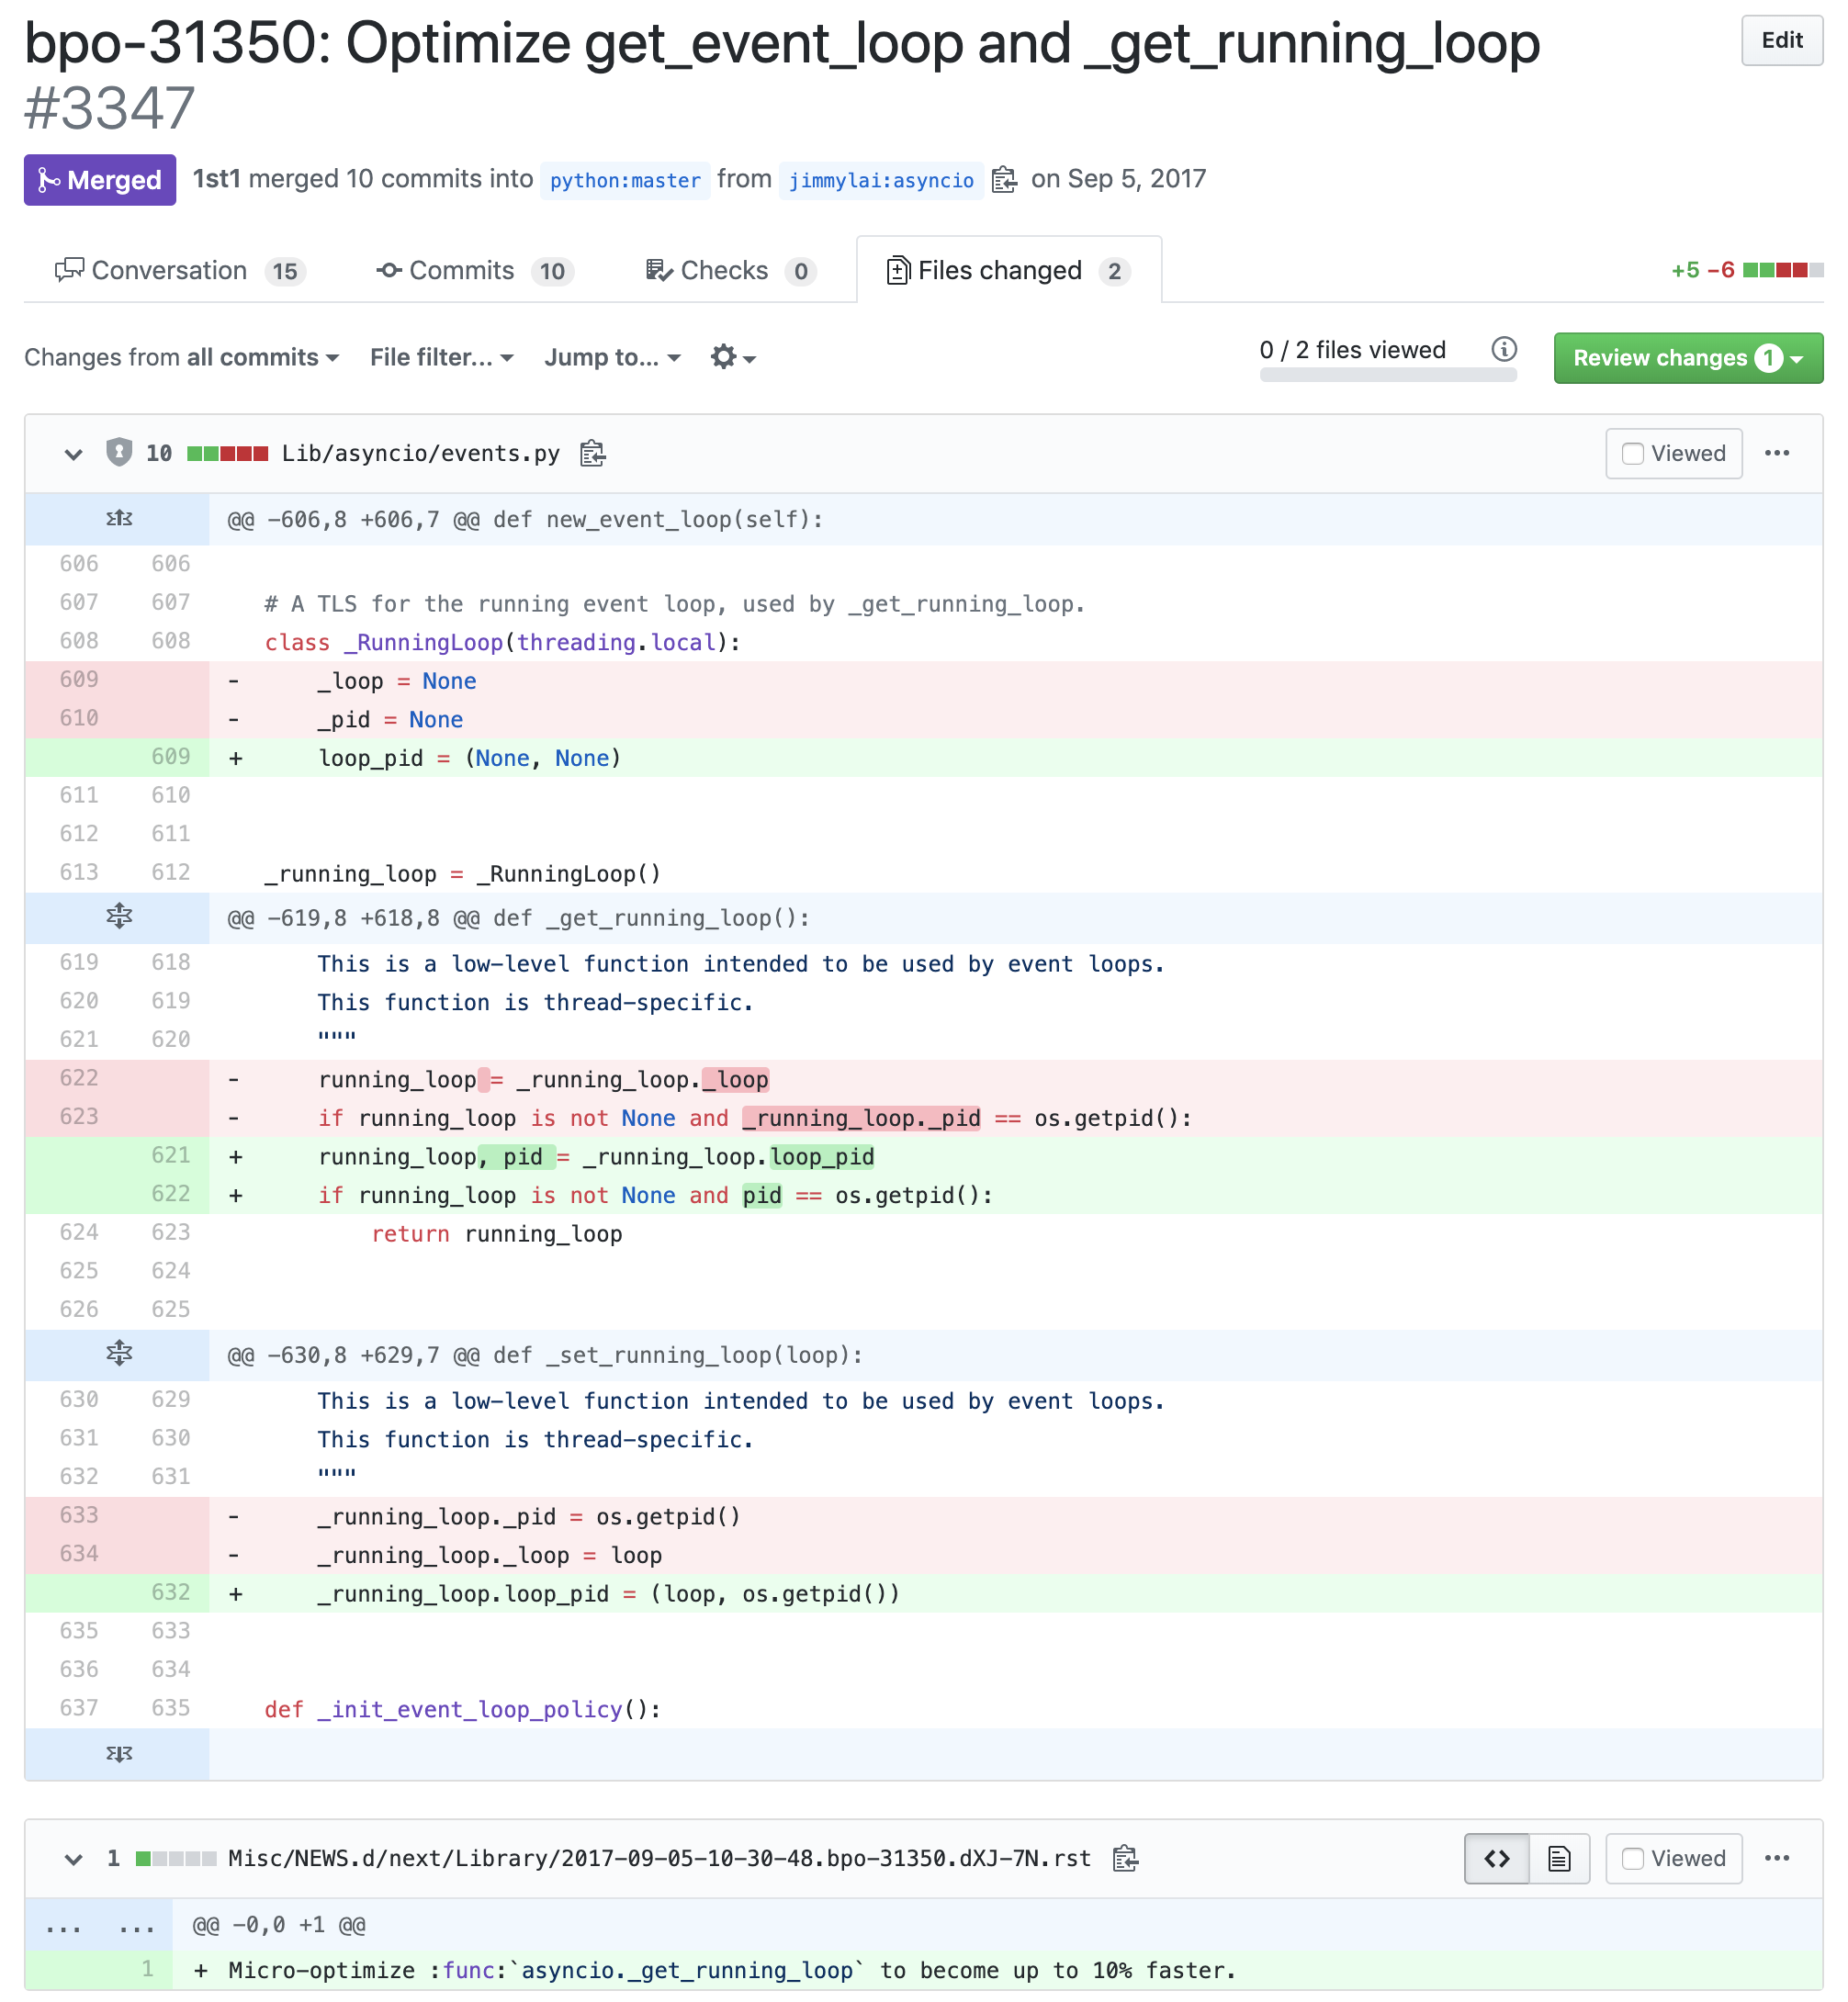 bpo-31350: Optimize get_event_loop and _get_running_loop
#3347
Edit
Merged 1st1 merged 10 commits into python:master from jimmylai:asyncio on Sep 5, 2017
Conversation 15 Commits 10 Checks 0 Files changed 2 +5 −6
Changes from all commits File filter... Jump to... 0 / 2 files viewed Review changes 1
10 Lib/asyncio/events.py Viewed
@@ -606,8 +606,7 @@ def new_event_loop(self):
606 606
607 607 # A TLS for the running event loop, used by _get_running_loop.
608 608 class _RunningLoop(threading.local):
609 - _loop = None
610 - _pid = None
609 + loop_pid = (None, None)
611 610
612 611
613 612 _running_loop = _RunningLoop()
@@ -619,8 +618,8 @@ def _get_running_loop():
619 618 This is a low-level function intended to be used by event loops.
620 619 This function is thread-specific.
621 620 """
622 - running_loop = _running_loop._loop
623 - if running_loop is not None and _running_loop._pid == os.getpid():
621 + running_loop, pid = _running_loop.loop_pid
622 + if running_loop is not None and pid == os.getpid():
624 623 return running_loop
625 624
626 625
@@ -630,8 +629,7 @@ def _set_running_loop(loop):
630 629 This is a low-level function intended to be used by event loops.
631 630 This function is thread-specific.
632 631 """
633 - _running_loop._pid = os.getpid()
634 - _running_loop._loop = loop
632 + _running_loop.loop_pid = (loop, os.getpid())
635 633
636 634
637 635 def _init_event_loop_policy():
1 Misc/NEWS.d/next/Library/2017-09-05-10-30-48.bpo-31350.dXJ-7N.rst Viewed
... ... @@ -0,0 +1 @@
1 + Micro-optimize :func:`asyncio._get_running_loop` to become up to 10% faster.